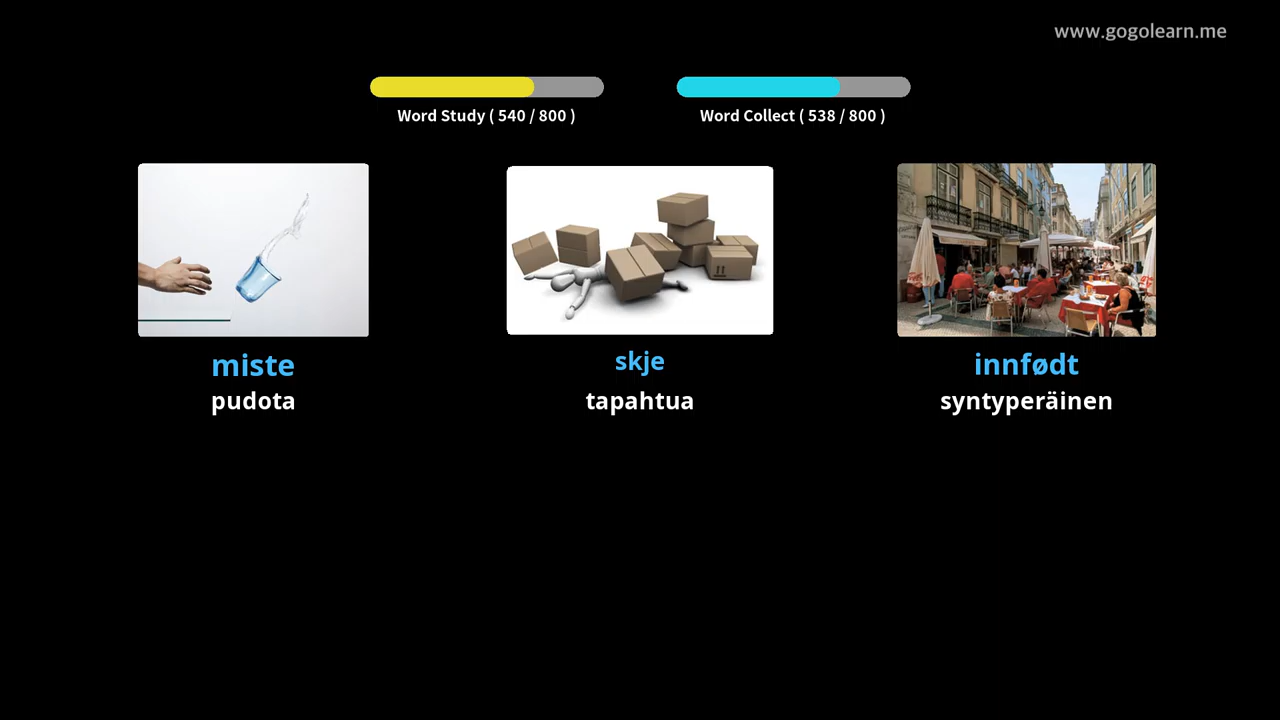 www.gogolearn.me
Word Study ( 540 / 800 )
Word Collect ( 538 / 800 )
miste
pudota
skje
tapahtua
innfødt
syntyperäinen